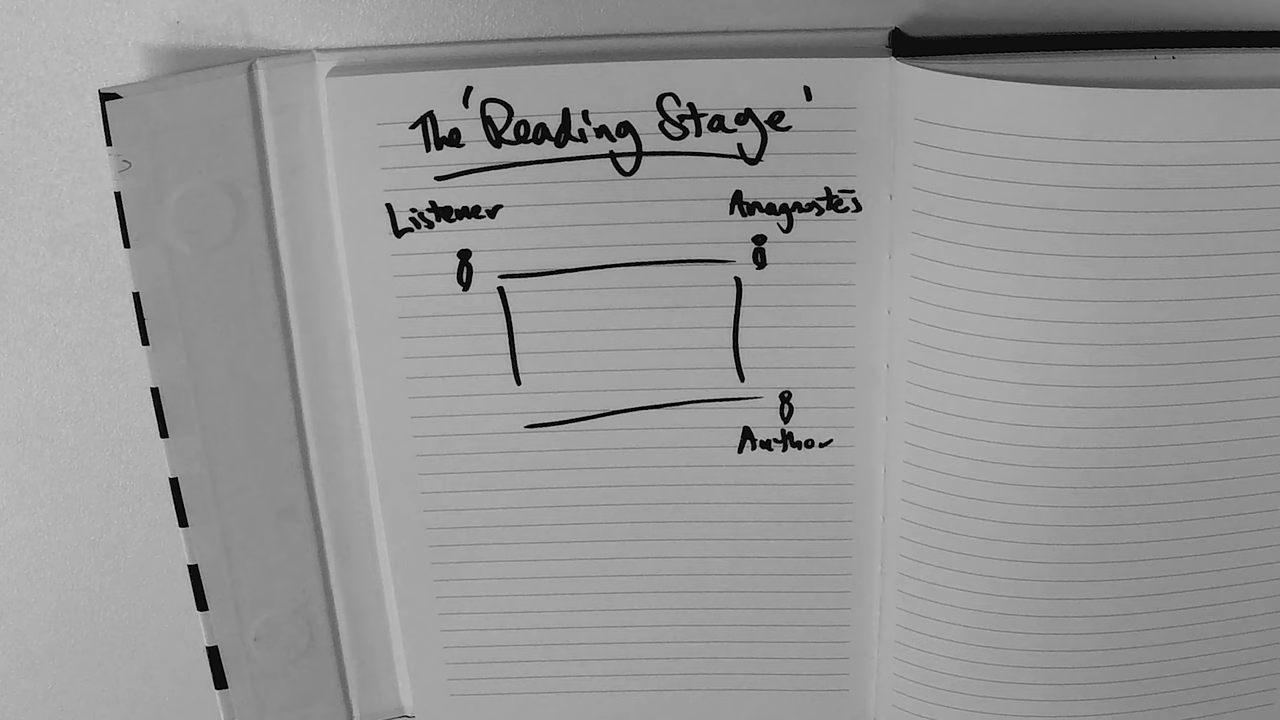 The 'Reading Stage'
Listener
Anagnostēs
Author